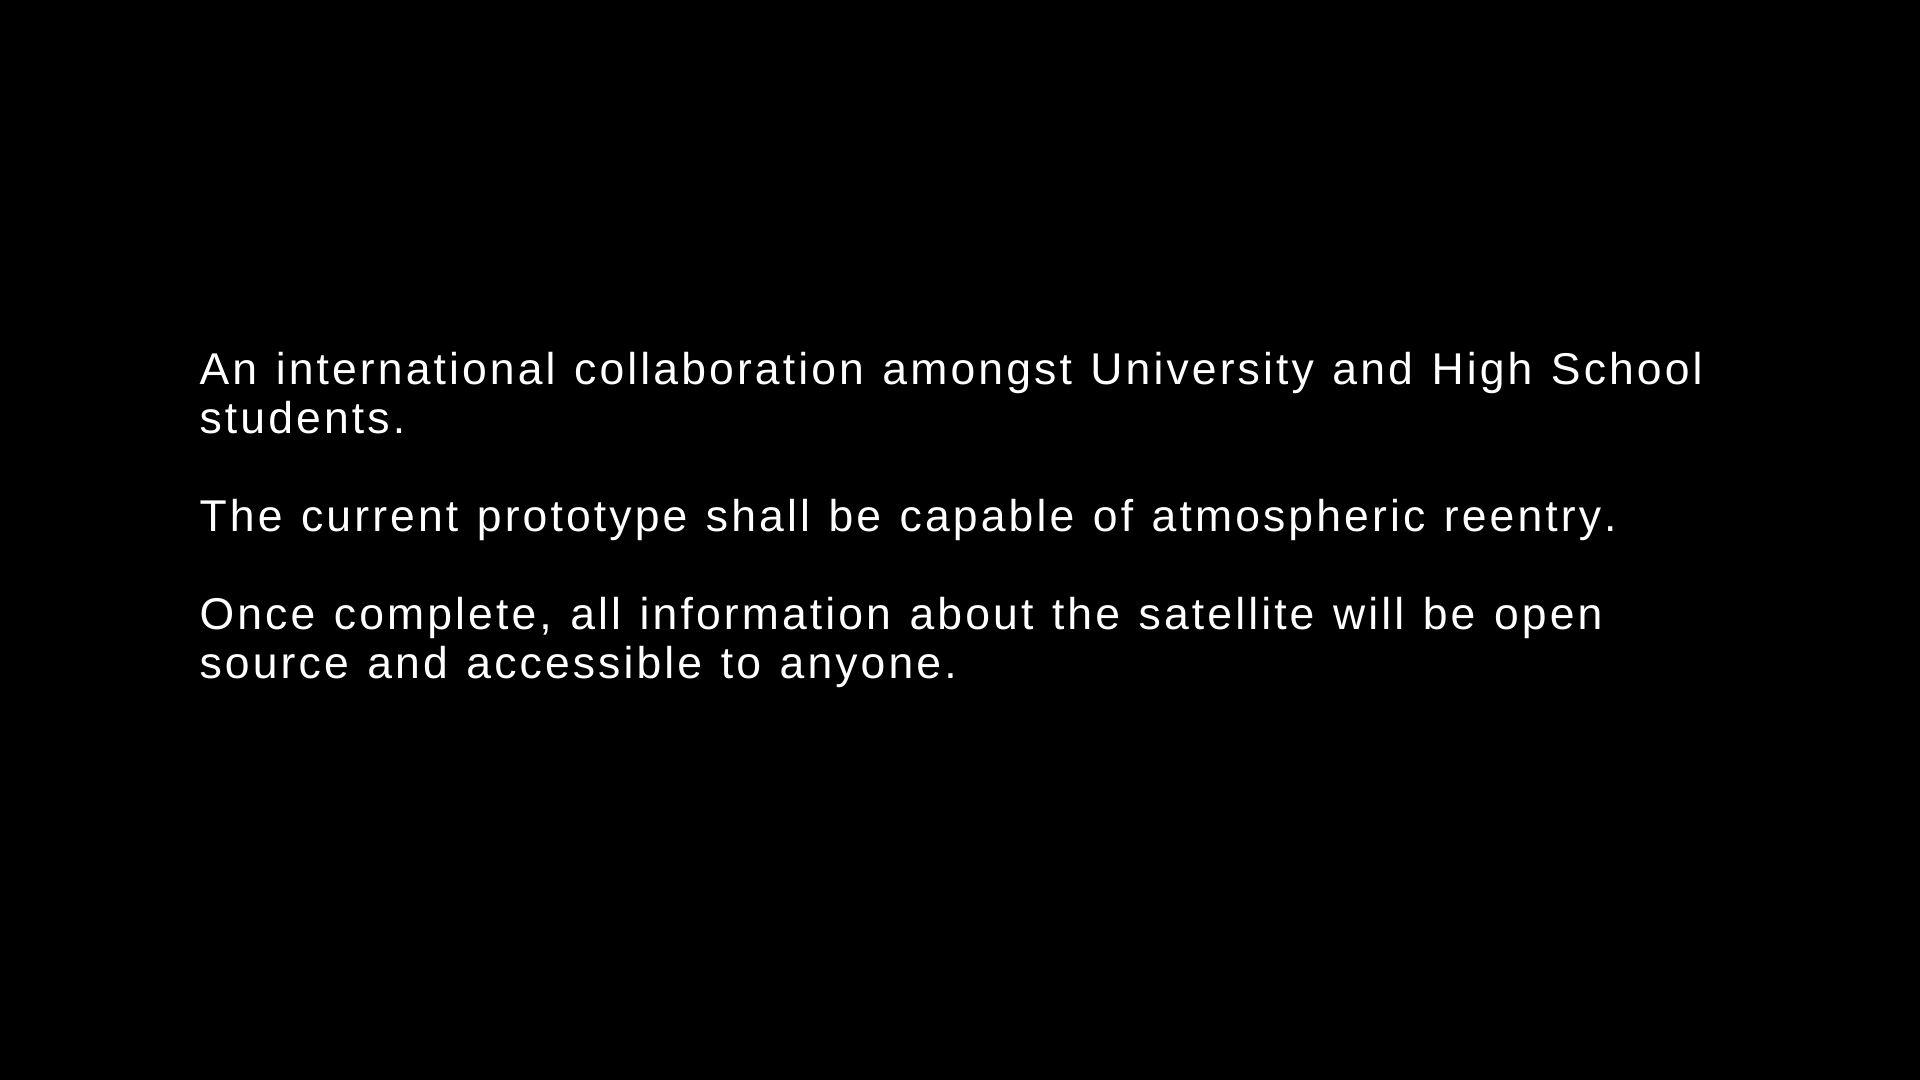 An international collaboration amongst University and High School
students.
The current prototype shall be capable of atmospheric reentry.
Once complete, all information about the satellite will be open
source and accessible to anyone.